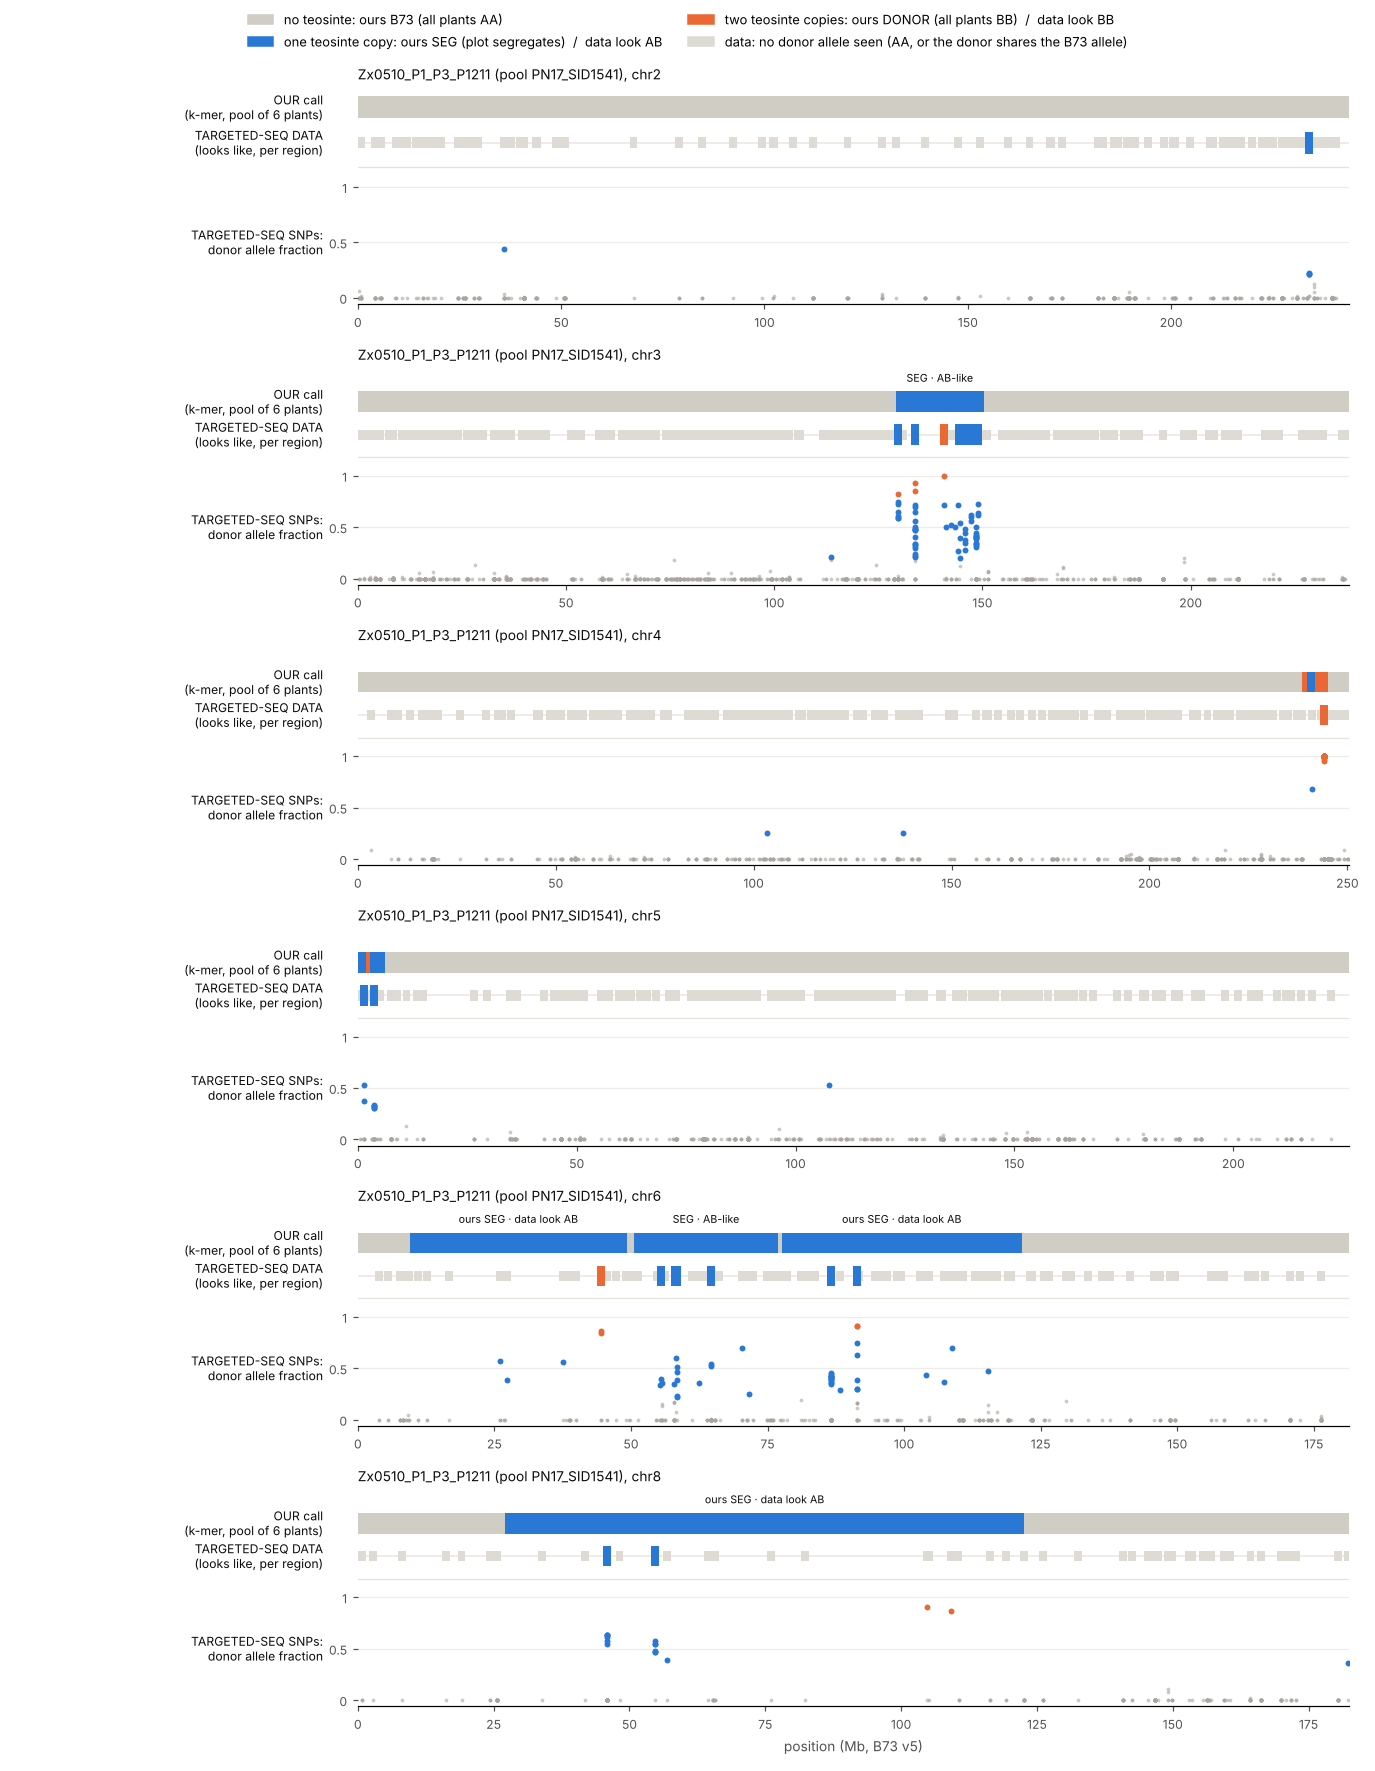 no teosinte: ours B73 (all plants AA)
two teosinte copies: ours DONOR (all plants BB)  /  data look BB
one teosinte copy: ours SEG (plot segregates)  /  data look AB
data: no donor allele seen (AA, or the donor shares the B73 allele)
Zx0510_P1_P3_P1211 (pool PN17_SID1541), chr2
OUR call
(k-mer, pool of 6 plants)
TARGETED-SEQ DATA
(looks like, per region)
1
TARGETED-SEQ SNPs:
donor allele fraction
0.5
0
0 50 100 150 200
Zx0510_P1_P3_P1211 (pool PN17_SID1541), chr3
SEG · AB-like
OUR call
(k-mer, pool of 6 plants)
TARGETED-SEQ DATA
(looks like, per region)
1
TARGETED-SEQ SNPs:
donor allele fraction
0.5
0
0 50 100 150 200
Zx0510_P1_P3_P1211 (pool PN17_SID1541), chr4
OUR call
(k-mer, pool of 6 plants)
TARGETED-SEQ DATA
(looks like, per region)
1
TARGETED-SEQ SNPs:
donor allele fraction
0.5
0
0 50 100 150 200 250
Zx0510_P1_P3_P1211 (pool PN17_SID1541), chr5
OUR call
(k-mer, pool of 6 plants)
TARGETED-SEQ DATA
(looks like, per region)
1
TARGETED-SEQ SNPs:
donor allele fraction
0.5
0
0 50 100 150 200
Zx0510_P1_P3_P1211 (pool PN17_SID1541), chr6
ours SEG · data look AB SEG · AB-like ours SEG · data look AB
OUR call
(k-mer, pool of 6 plants)
TARGETED-SEQ DATA
(looks like, per region)
1
TARGETED-SEQ SNPs:
donor allele fraction
0.5
0
0 25 50 75 100 125 150 175
Zx0510_P1_P3_P1211 (pool PN17_SID1541), chr8
ours SEG · data look AB
OUR call
(k-mer, pool of 6 plants)
TARGETED-SEQ DATA
(looks like, per region)
1
TARGETED-SEQ SNPs:
donor allele fraction
0.5
0
0 25 50 75 100 125 150 175
position (Mb, B73 v5)